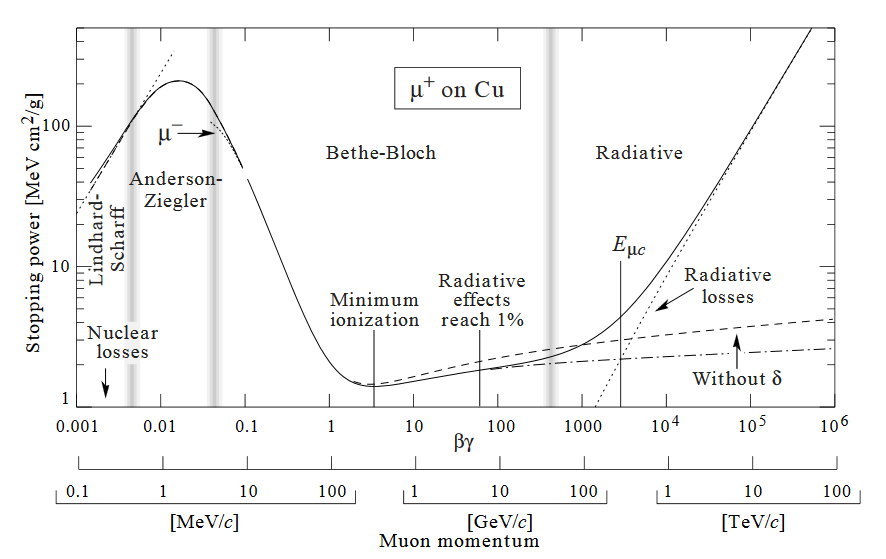 Stopping power [MeV cm²/g]
100
10
1
μ⁺ on Cu
μ⁻
Bethe-Bloch
Radiative
Anderson-
Ziegler
Lindhard-
Scharff
E_μc
Radiative
losses
Radiative
effects
reach 1%
Minimum
ionization
Nuclear
losses
Without δ
0.001 0.01 0.1 1 10 100 1000 10⁴ 10⁵ 10⁶
βγ
0.1 1 10 100 1 10 100 1 10 100
[MeV/c] [GeV/c] [TeV/c]
Muon momentum